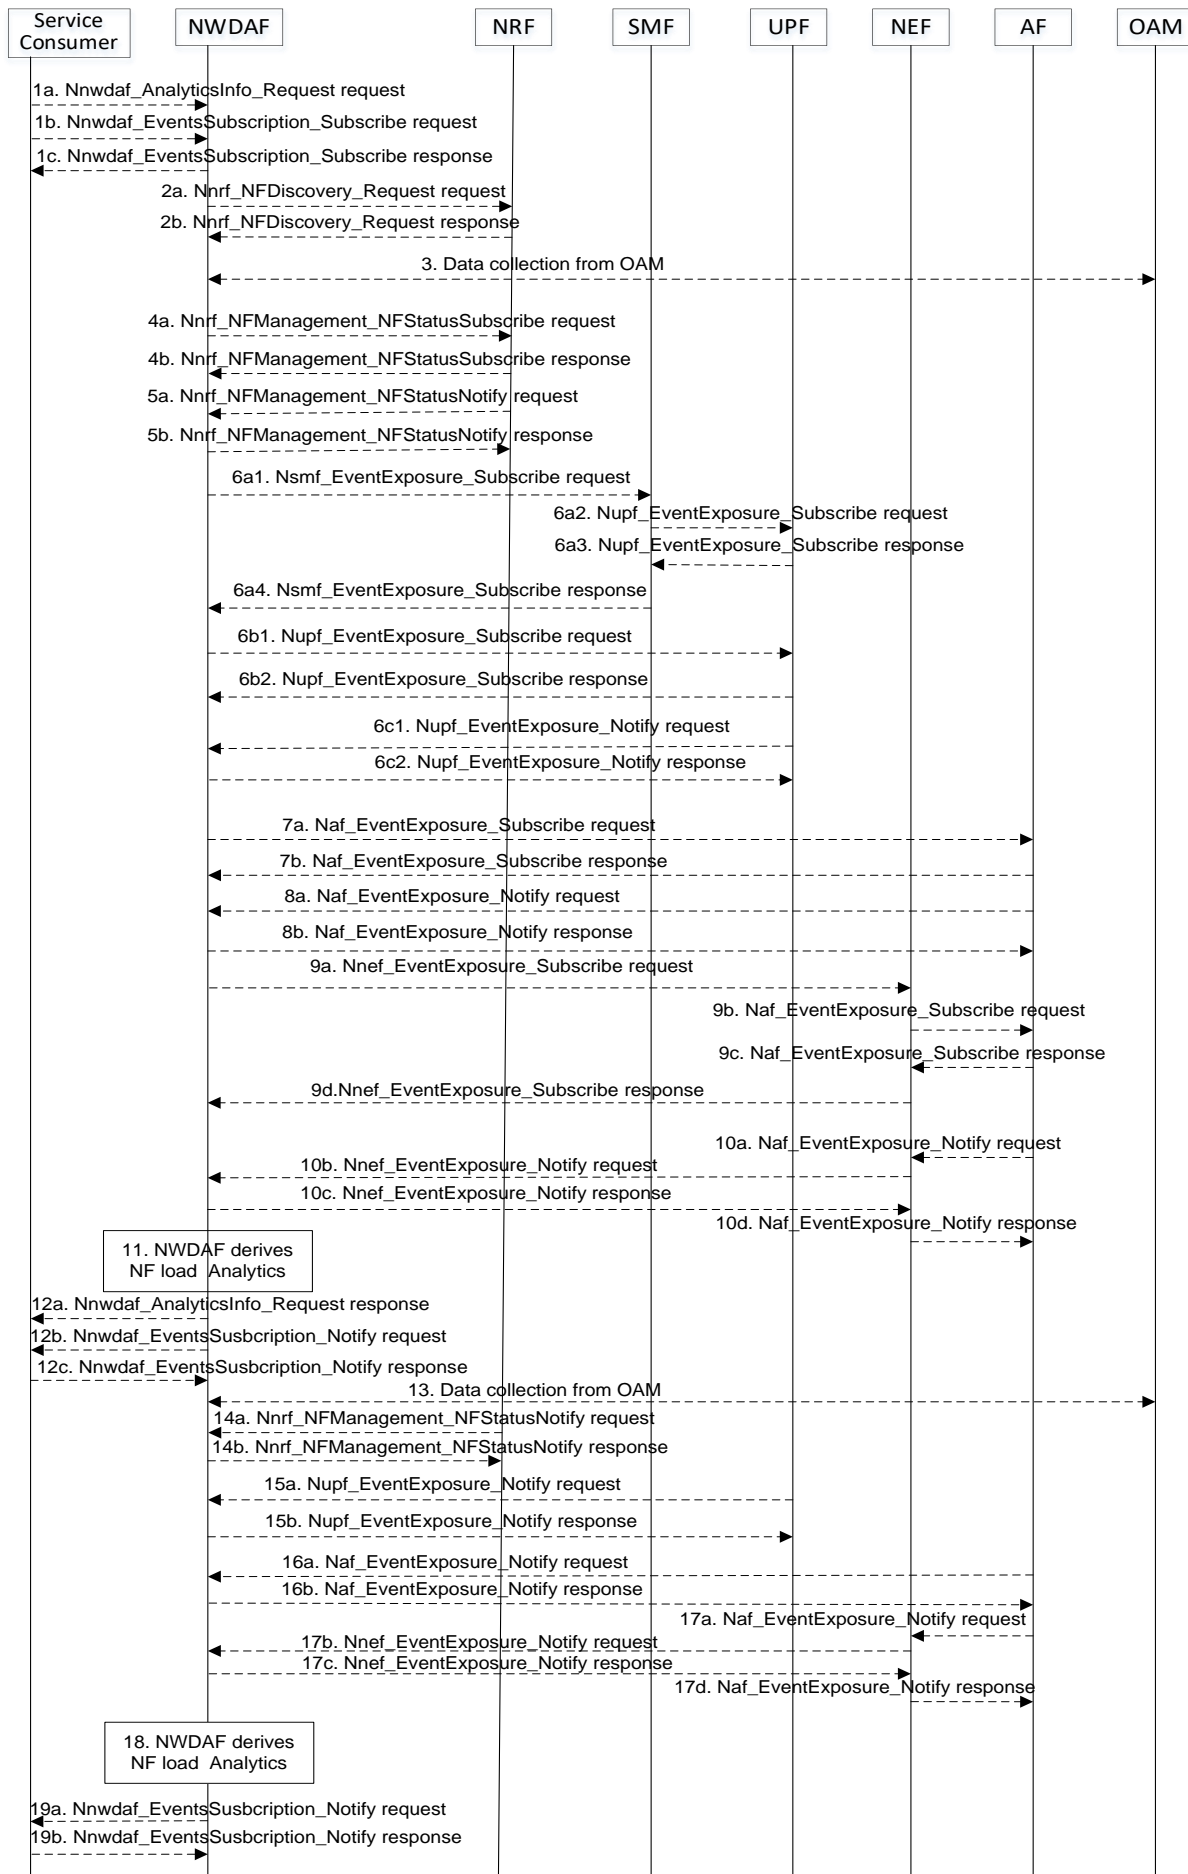 Service
Consumer
NWDAF
NRF
SMF
UPF
NEF
AF
OAM
1a. Nnwdaf_AnalyticsInfo_Request request
1b. Nnwdaf_EventsSubscription_Subscribe request
1c. Nnwdaf_EventsSubscription_Subscribe response
2a. Nnrf_NFDiscovery_Request request
2b. Nnrf_NFDiscovery_Request response
3. Data collection from OAM
4a. Nnrf_NFManagement_NFStatusSubscribe request
4b. Nnrf_NFManagement_NFStatusSubscribe response
5a. Nnrf_NFManagement_NFStatusNotify request
5b. Nnrf_NFManagement_NFStatusNotify response
6a1. Nsmf_EventExposure_Subscribe request
6a2. Nupf_EventExposure_Subscribe request
6a3. Nupf_EventExposure_Subscribe response
6a4. Nsmf_EventExposure_Subscribe response
6b1. Nupf_EventExposure_Subscribe request
6b2. Nupf_EventExposure_Subscribe response
6c1. Nupf_EventExposure_Notify request
6c2. Nupf_EventExposure_Notify response
7a. Naf_EventExposure_Subscribe request
7b. Naf_EventExposure_Subscribe response
8a. Naf_EventExposure_Notify request
8b. Naf_EventExposure_Notify response
9a. Nnef_EventExposure_Subscribe request
9b. Naf_EventExposure_Subscribe request
9c. Naf_EventExposure_Subscribe response
9d.Nnef_EventExposure_Subscribe response
10a. Naf_EventExposure_Notify request
10b. Nnef_EventExposure_Notify request
10c. Nnef_EventExposure_Notify response
10d. Naf_EventExposure_Notify response
11. NWDAF derives
NF load Analytics
12a. Nnwdaf_AnalyticsInfo_Request response
12b. Nnwdaf_EventsSusbcription_Notify request
12c. Nnwdaf_EventsSusbcription_Notify response
13. Data collection from OAM
14a. Nnrf_NFManagement_NFStatusNotify request
14b. Nnrf_NFManagement_NFStatusNotify response
15a. Nupf_EventExposure_Notify request
15b. Nupf_EventExposure_Notify response
16a. Naf_EventExposure_Notify request
16b. Naf_EventExposure_Notify response
17a. Naf_EventExposure_Notify request
17b. Nnef_EventExposure_Notify request
17c. Nnef_EventExposure_Notify response
17d. Naf_EventExposure_Notify response
18. NWDAF derives
NF load Analytics
19a. Nnwdaf_EventsSusbcription_Notify request
19b. Nnwdaf_EventsSusbcription_Notify response